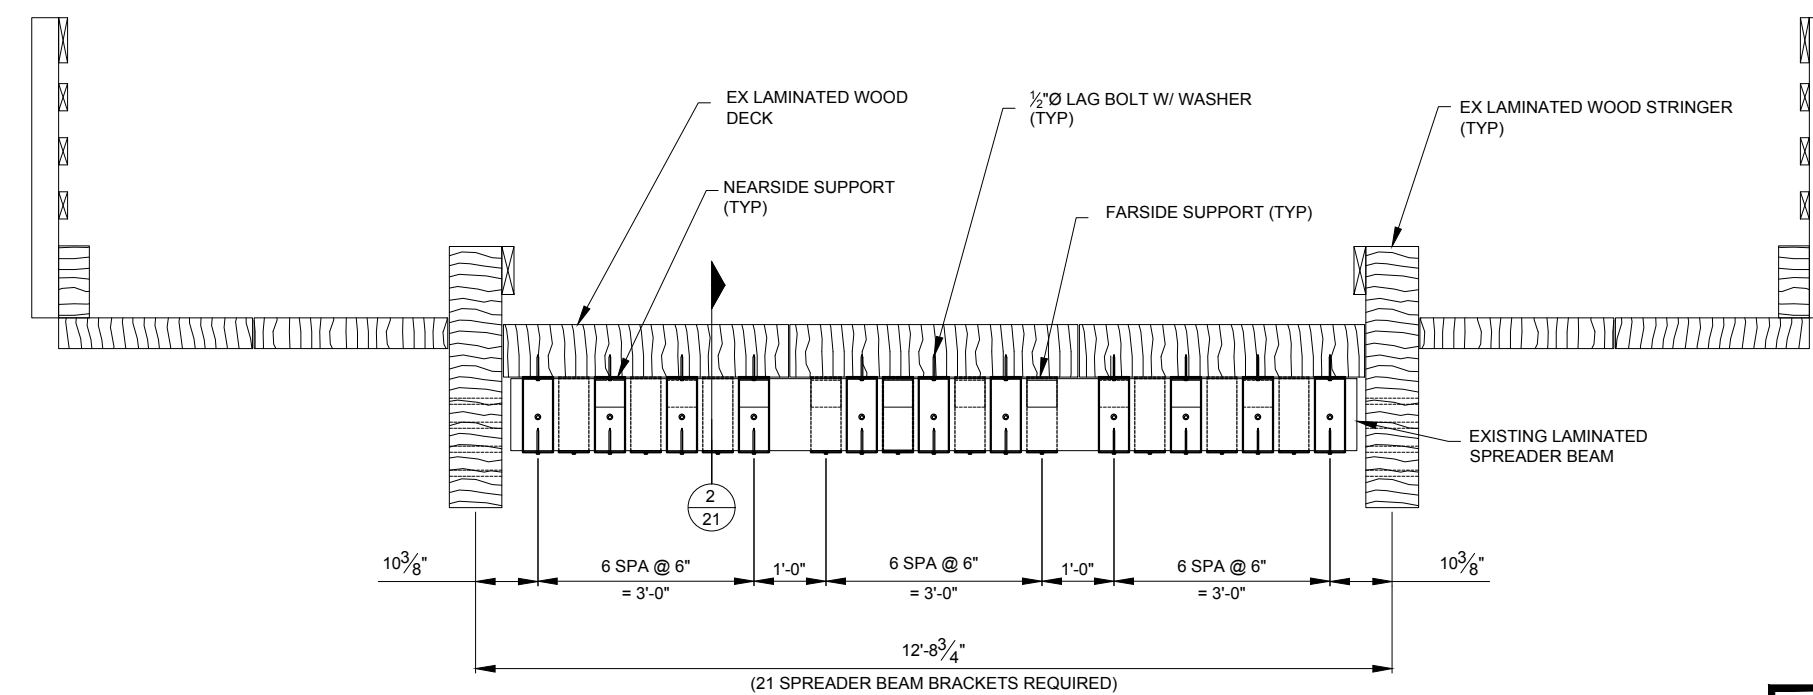 EX LAMINATED WOOD
DECK
½"Ø LAG BOLT W/ WASHER
(TYP)
EX LAMINATED WOOD STRINGER
(TYP)
NEARSIDE SUPPORT
(TYP)
FARSIDE SUPPORT (TYP)
EXISTING LAMINATED
SPREADER BEAM
2
21
10⅜"
6 SPA @ 6"
= 3'-0"
1'-0"
6 SPA @ 6"
= 3'-0"
1'-0"
6 SPA @ 6"
= 3'-0"
10⅜"
12'-8¾"
(21 SPREADER BEAM BRACKETS REQUIRED)